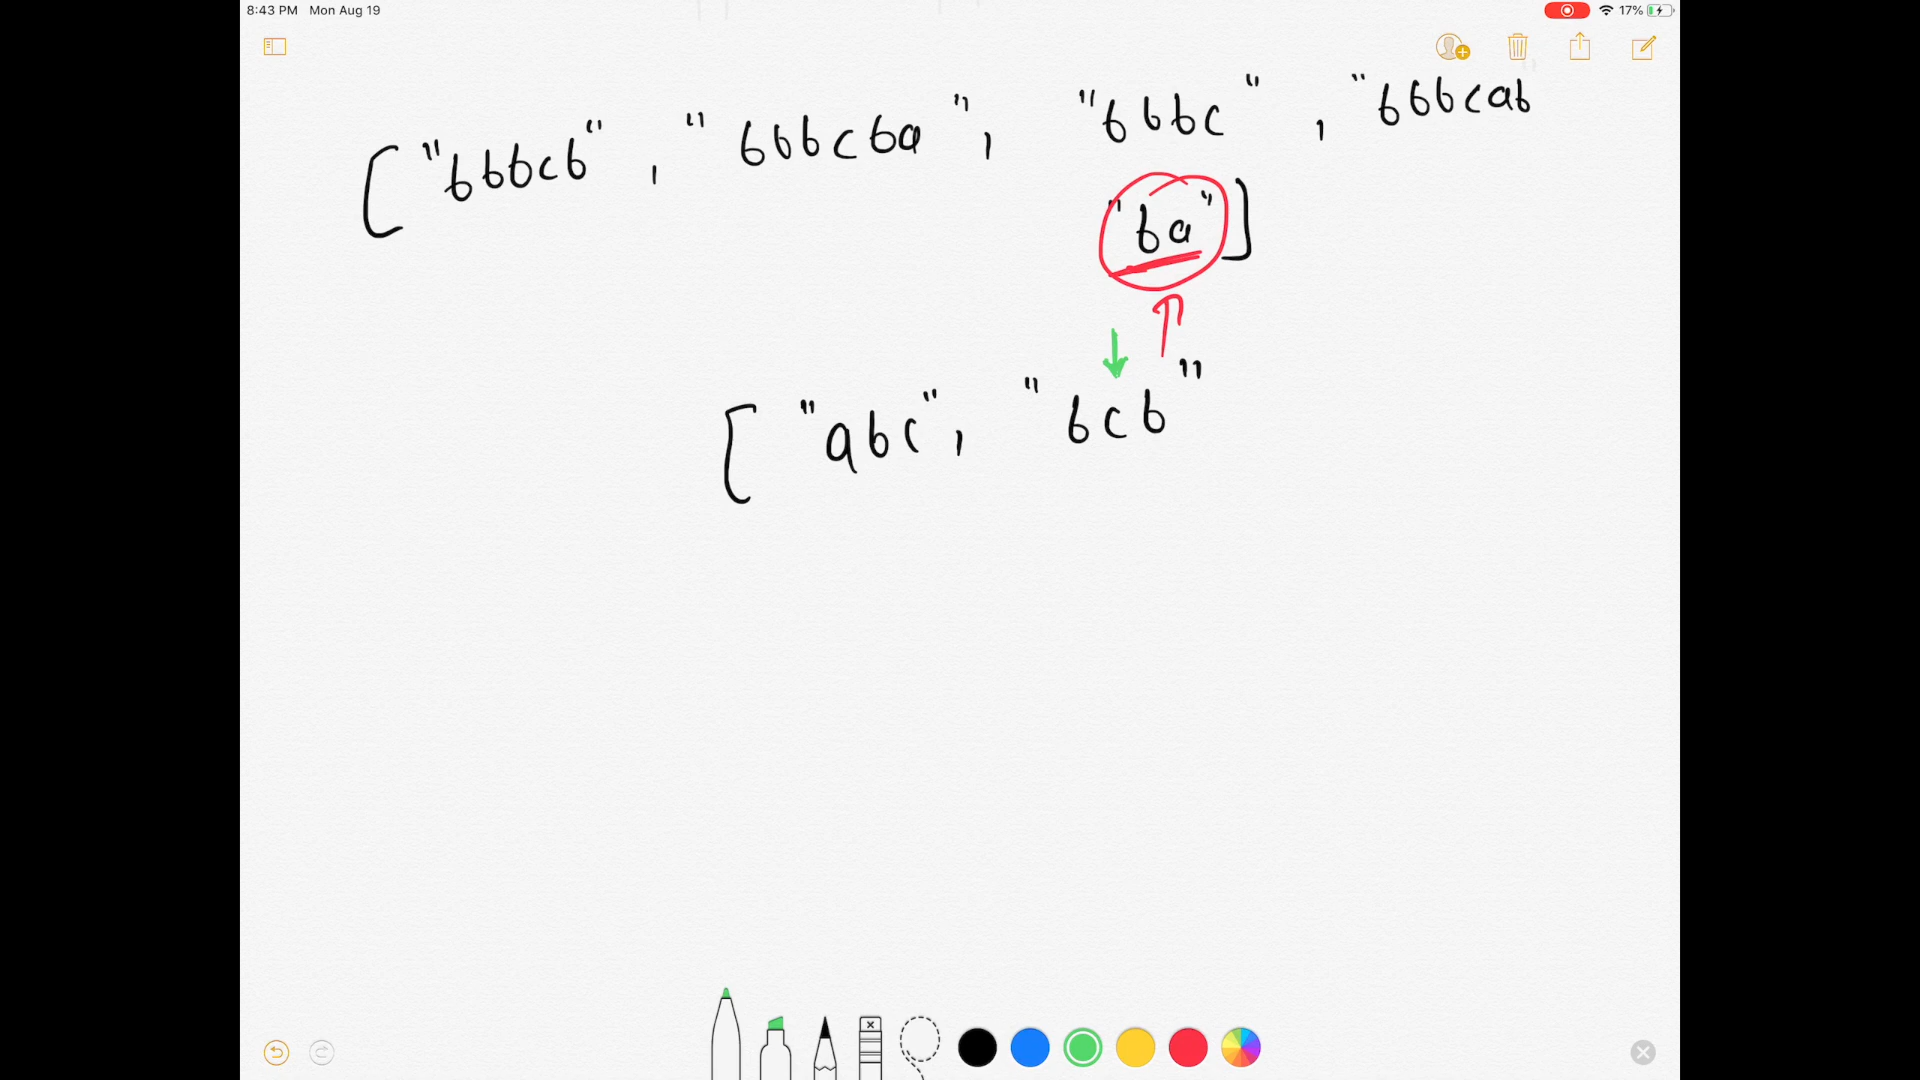 8:43 PM Mon Aug 19 17%
["bbbcb", "bbbcba", "bbbc", "bbbcab
"ba"]
["abc", "bcb"